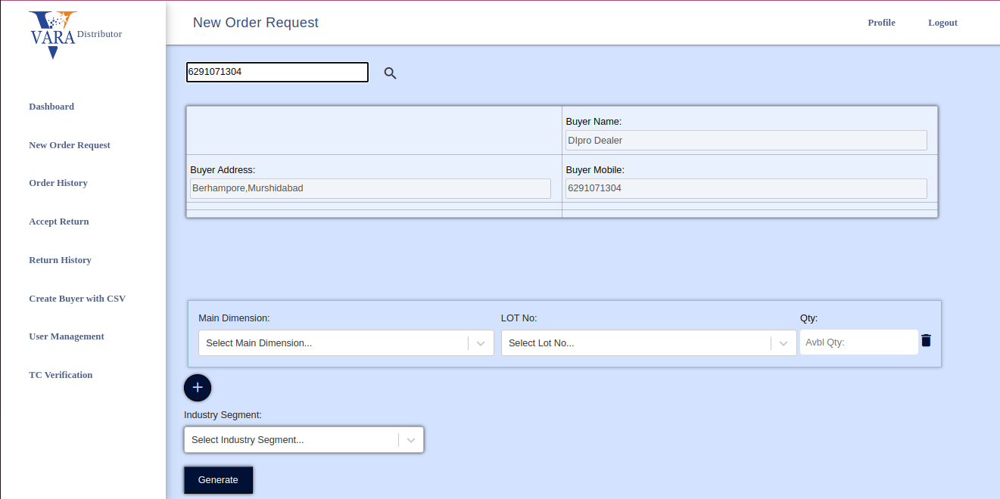 VARA Distributor
New Order Request
Profile
Logout
Dashboard
New Order Request
Order History
Accept Return
Return History
Create Buyer with CSV
User Management
TC Verification
6291071304
Buyer Name:
DIpro Dealer
Buyer Address:
Berhampore,Murshidabad
Buyer Mobile:
6291071304
Main Dimension:
Select Main Dimension...
LOT No:
Select Lot No...
Qty:
Avbl Qty:
+
Industry Segment:
Select Industry Segment...
Generate